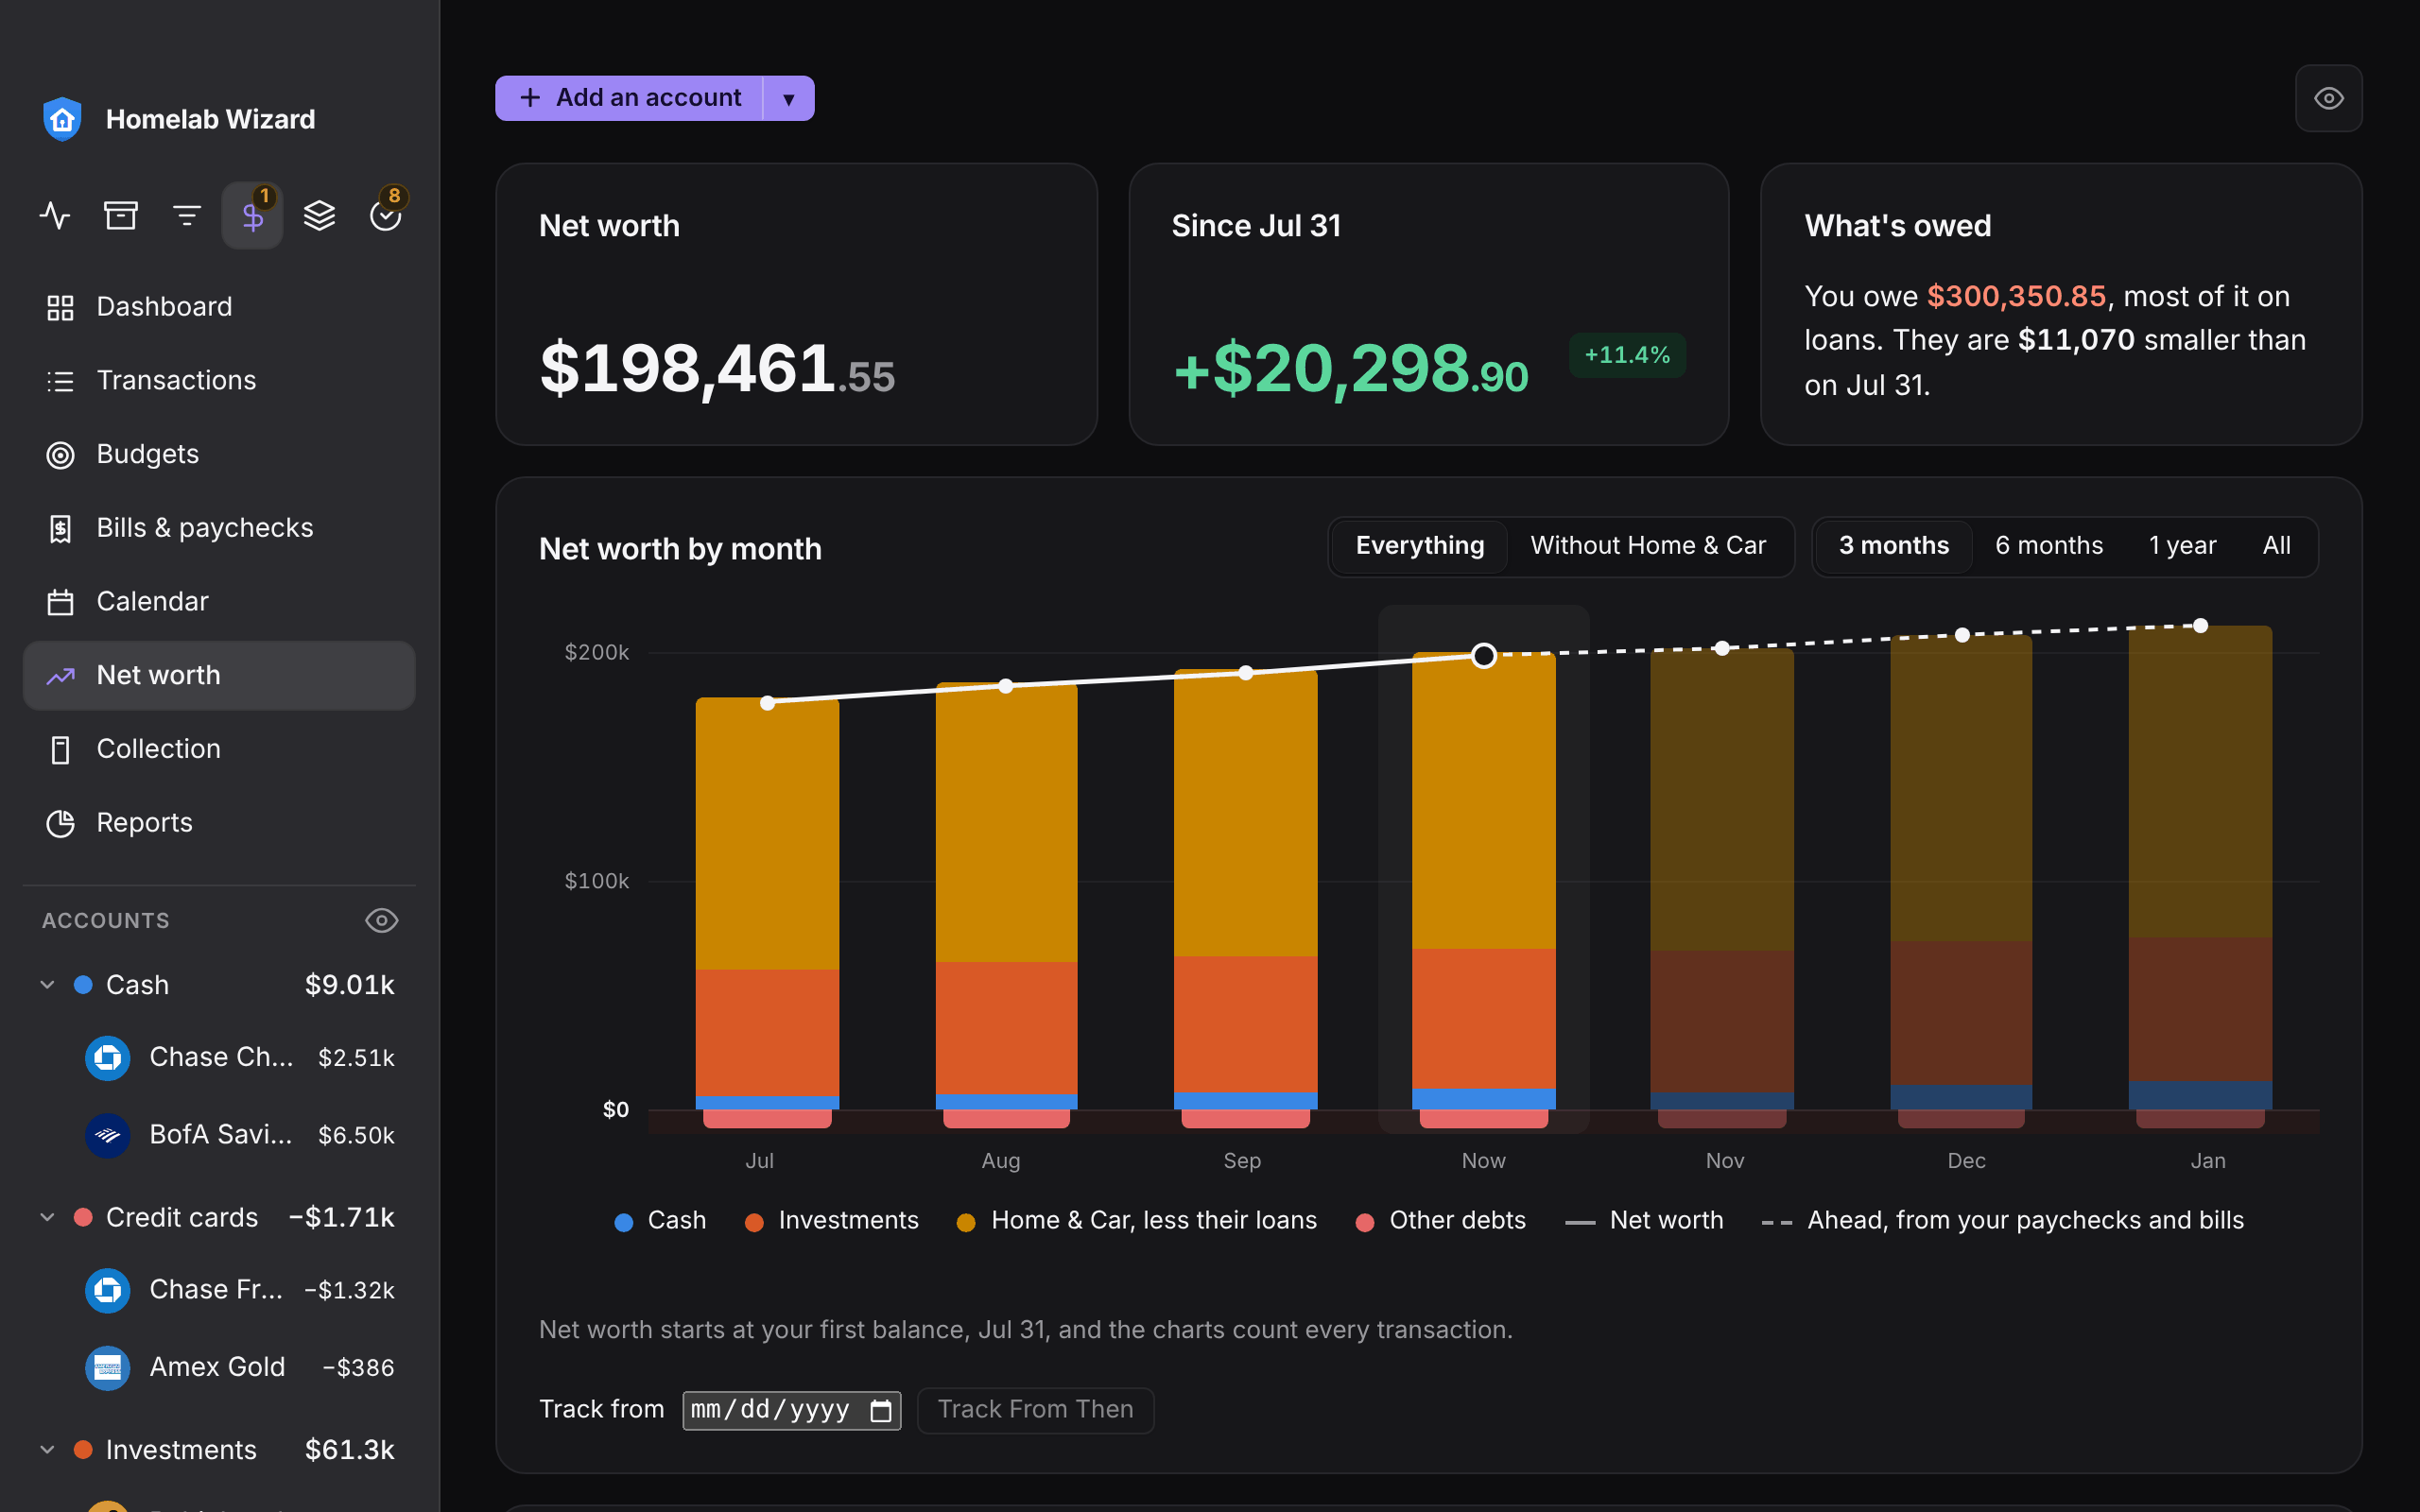 Homelab Wizard
1
8
Dashboard
Transactions
Budgets
Bills & paychecks
Calendar
Net worth
Collection
Reports
ACCOUNTS
Cash $9.01k
Chase Ch... $2.51k
BofA Savi... $6.50k
Credit cards −$1.71k
Chase Fr... −$1.32k
Amex Gold −$386
Investments $61.3k
+ Add an account ▼
Net worth
$198,461.55
Since Jul 31
+$20,298.90 +11.4%
What's owed
You owe $300,350.85, most of it on
loans. They are $11,070 smaller than
on Jul 31.
Net worth by month
Everything Without Home & Car
3 months 6 months 1 year All
$200k
$100k
$0
Jul Aug Sep Now Nov Dec Jan
Cash Investments Home & Car, less their loans Other debts Net worth Ahead, from your paychecks and bills
Net worth starts at your first balance, Jul 31, and the charts count every transaction.
Track from mm/dd/yyyy Track From Then